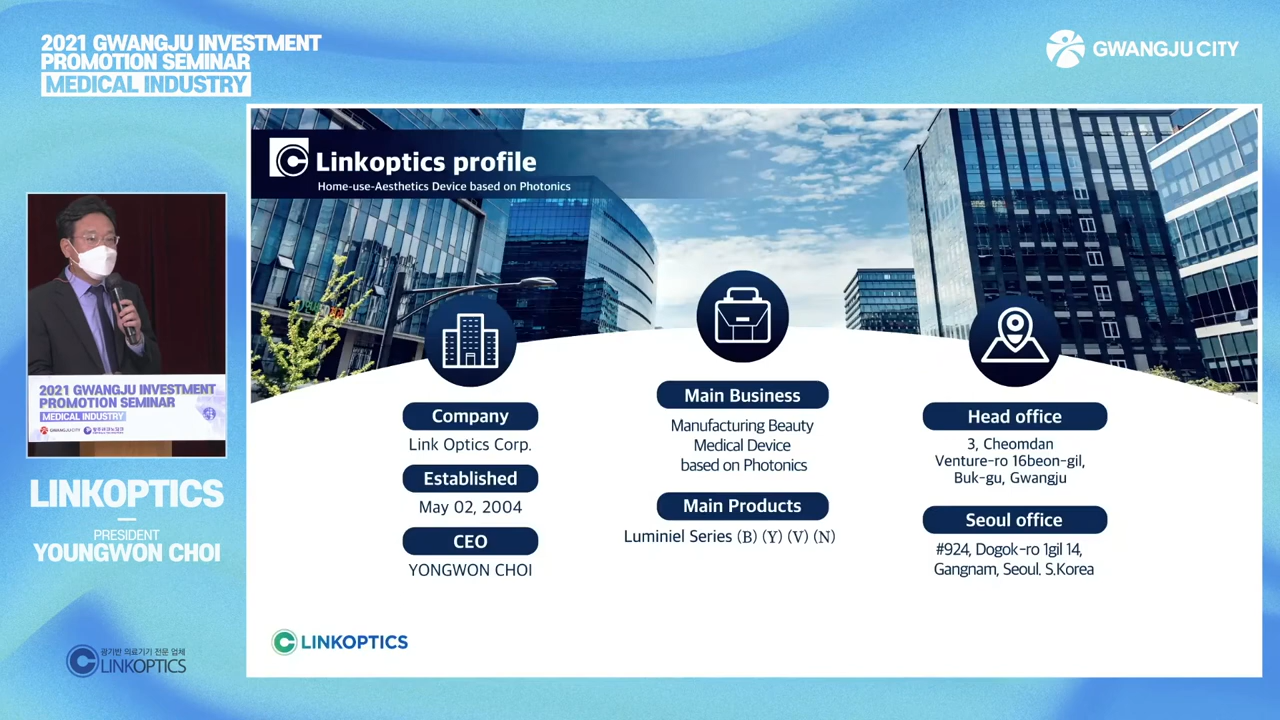 2021 GWANGJU INVESTMENT
PROMOTION SEMINAR
MEDICAL INDUSTRY
GWANGJU CITY
Linkoptics profile
Home-use-Aesthetics Device based on Photonics
Company
Link Optics Corp.
Established
May 02, 2004
CEO
YONGWON CHOI
Main Business
Manufacturing Beauty
Medical Device
based on Photonics
Main Products
Luminiel Series (B) (Y) (V) (N)
Head office
3, Cheomdan
Venture-ro 16beon-gil,
Buk-gu, Gwangju
Seoul office
#924, Dogok-ro 1gil 14,
Gangnam, Seoul. S.Korea
LINKOPTICS
2021 GWANGJU INVESTMENT
PROMOTION SEMINAR
MEDICAL INDUSTRY
GWANGJU CITY
LINKOPTICS
PRESIDENT
YOUNGWON CHOI
광기반 의료기기 전문 업체
LINKOPTICS